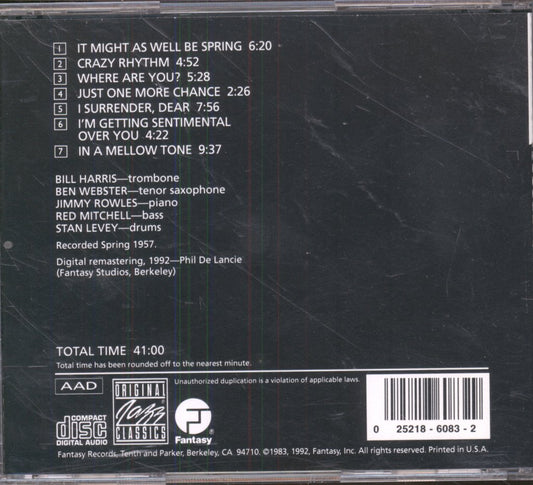 1 IT MIGHT AS WELL BE SPRING 6:20
2 CRAZY RHYTHM 4:52
3 WHERE ARE YOU? 5:28
4 JUST ONE MORE CHANCE 2:26
5 I SURRENDER, DEAR 7:56
6 I'M GETTING SENTIMENTAL
OVER YOU 4:22
7 IN A MELLOW TONE 9:37
BILL HARRIS—trombone
BEN WEBSTER—tenor saxophone
JIMMY ROWLES—piano
RED MITCHELL—bass
STAN LEVEY—drums
Recorded Spring 1957.
Digital remastering, 1992—Phil De Lancie
(Fantasy Studios, Berkeley)
TOTAL TIME 41:00
Total time has been rounded off to the nearest minute.
AAD
Unauthorized duplication is a violation of applicable laws.
ORIGINAL
Jazz
CLASSICS
COMPACT
disc
DIGITAL AUDIO
Fantasy
0 25218 - 6083 - 2
Fantasy Records, Tenth and Parker, Berkeley, CA 94710. ©1983, 1992, Fantasy, Inc. All rights reserved. Printed in U.S.A.